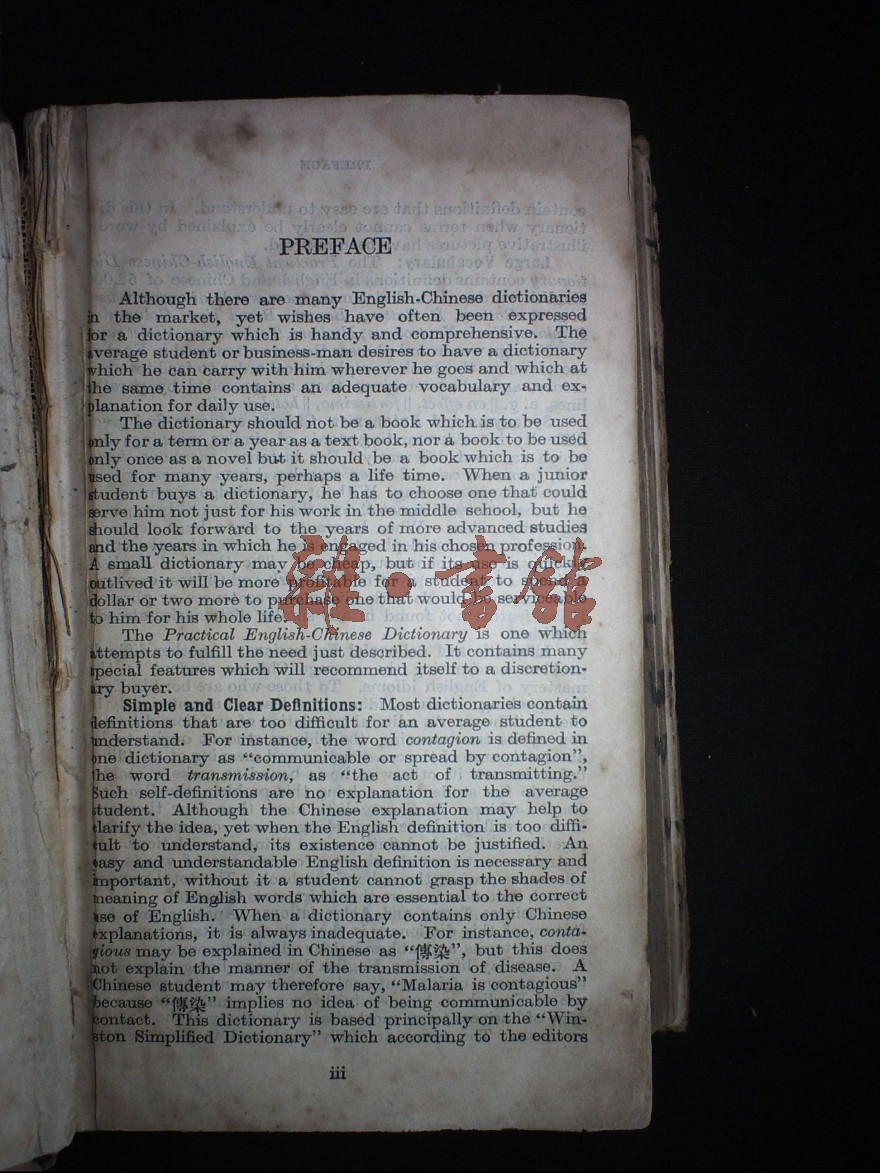 PREFACE
Although there are many English-Chinese dictionaries
in the market, yet wishes have often been expressed
for a dictionary which is handy and comprehensive. The
average student or business-man desires to have a dictionary
which he can carry with him wherever he goes and which at
the same time contains an adequate vocabulary and ex-
planation for daily use.
The dictionary should not be a book which is to be used
only for a term or a year as a text book, nor a book to be used
only once as a novel but it should be a book which is to be
used for many years, perhaps a life time. When a junior
student buys a dictionary, he has to choose one that could
serve him not just for his work in the middle school, but he
should look forward to the years of more advanced studies
and the years in which he is engaged in his chosen profession.
A small dictionary may be cheap, but if its use is quickly
outlived it will be more profitable for a student to spend a
dollar or two more to purchase one that would be serviceable
to him for his whole life.
The Practical English-Chinese Dictionary is one which
attempts to fulfill the need just described. It contains many
special features which will recommend itself to a discretion-
ary buyer.
Simple and Clear Definitions: Most dictionaries contain
definitions that are too difficult for an average student to
understand. For instance, the word contagion is defined in
one dictionary as “communicable or spread by contagion”,
the word transmission, as “the act of transmitting.”
Such self-definitions are no explanation for the average
student. Although the Chinese explanation may help to
clarify the idea, yet when the English definition is too diffi-
cult to understand, its existence cannot be justified. An
easy and understandable English definition is necessary and
important, without it a student cannot grasp the shades of
meaning of English words which are essential to the correct
use of English. When a dictionary contains only Chinese
explanations, it is always inadequate. For instance, conta-
gious may be explained in Chinese as “傳染”, but this does
not explain the manner of the transmission of disease. A
Chinese student may therefore say, “Malaria is contagious”
because “傳染” implies no idea of being communicable by
contact. This dictionary is based principally on the “Win-
ston Simplified Dictionary” which according to the editors
iii